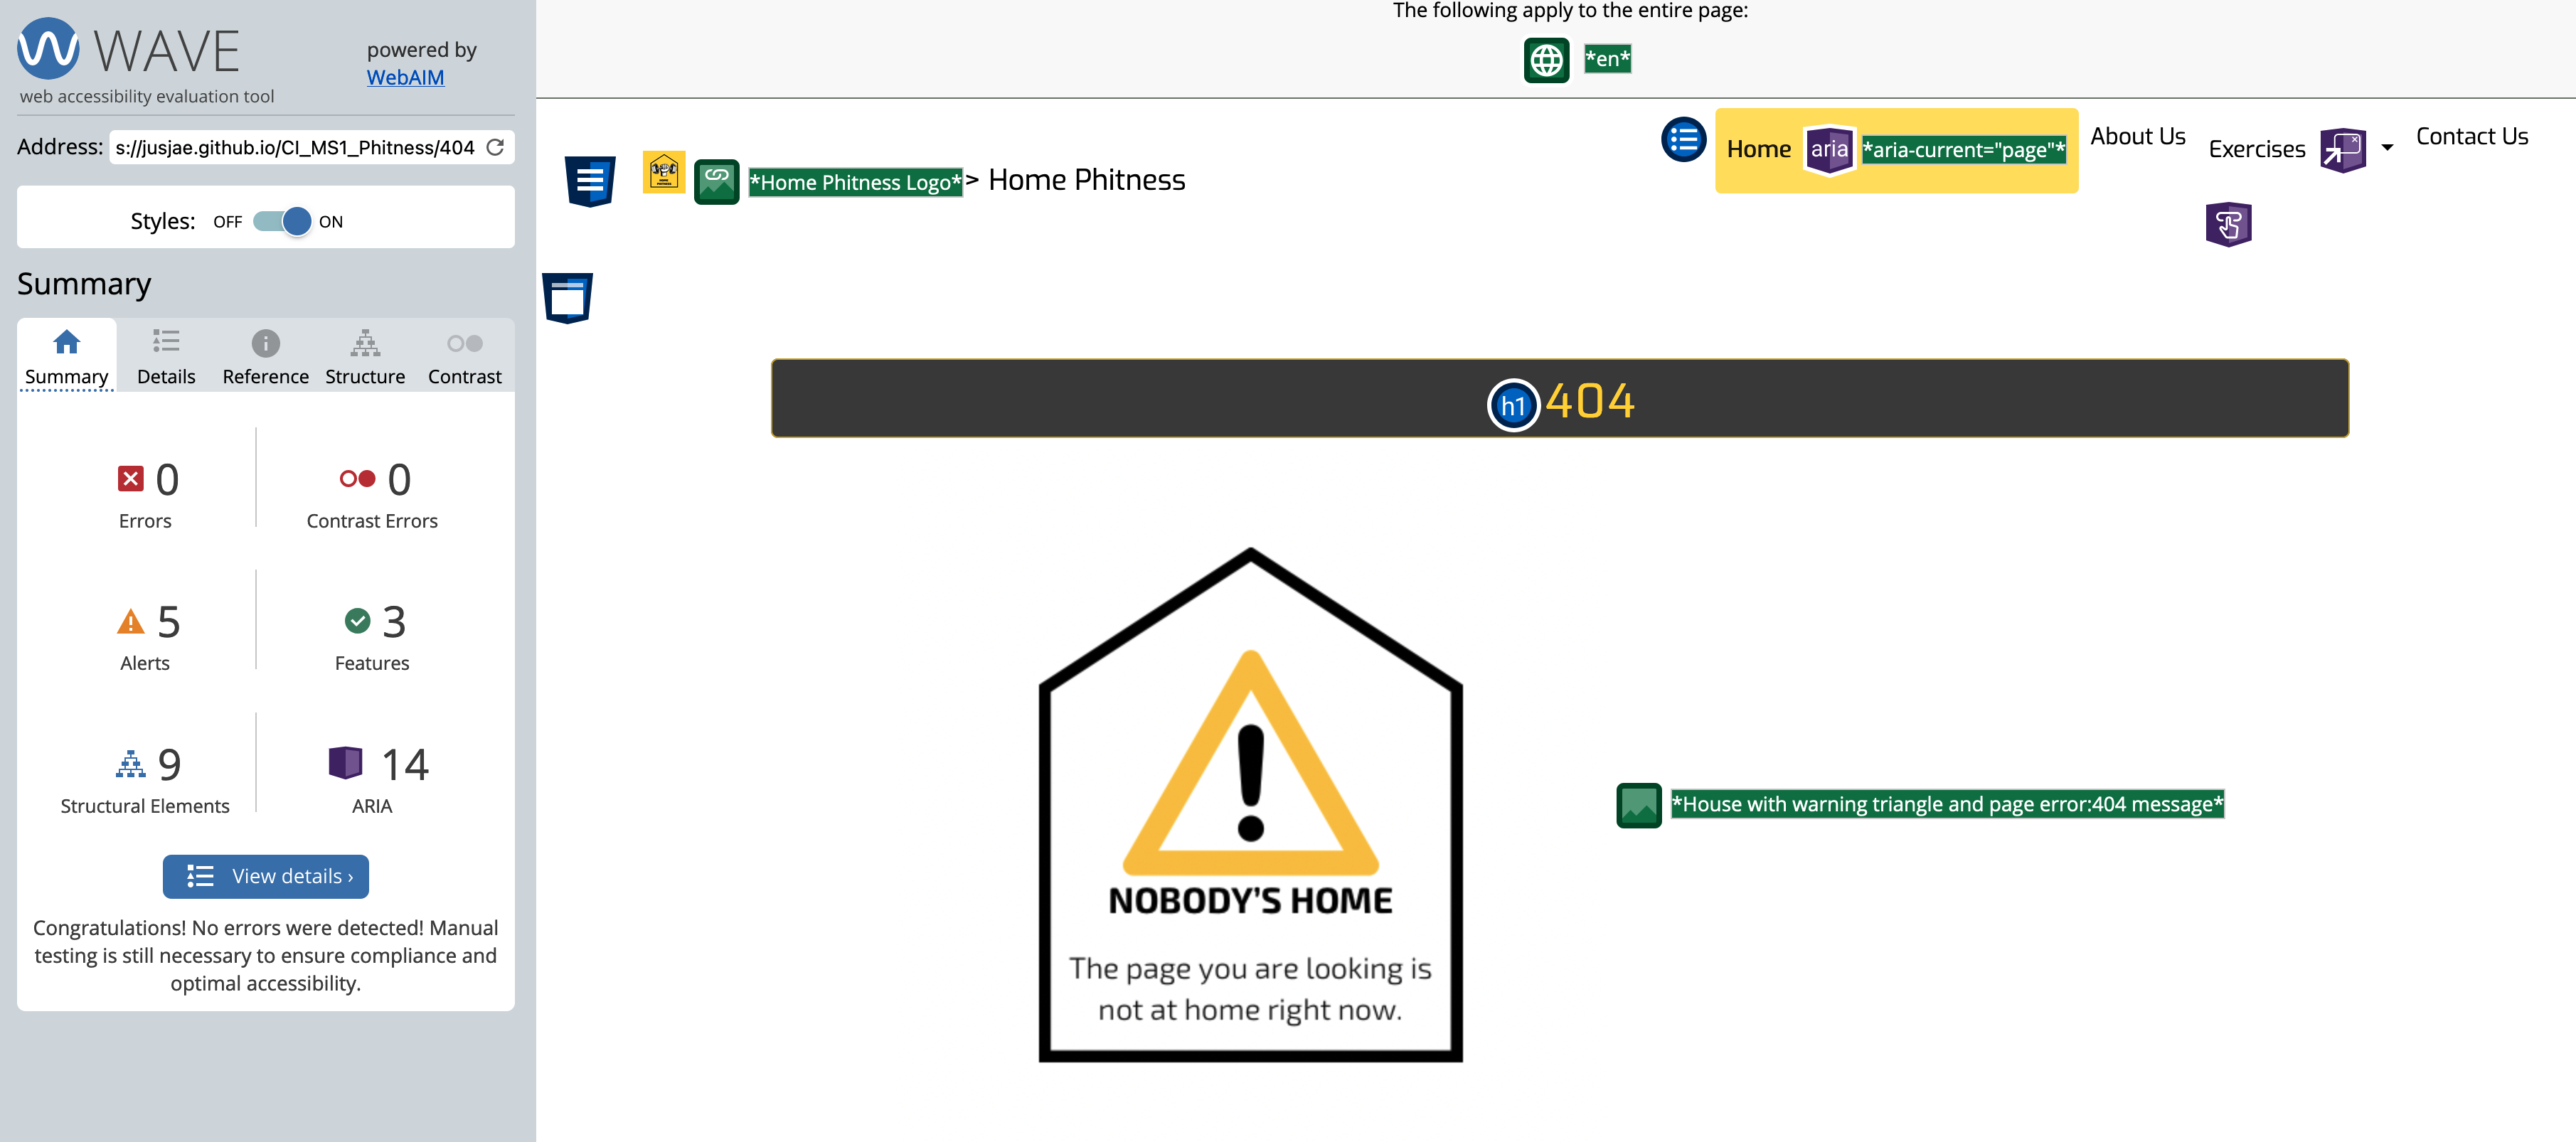 WAVE
web accessibility evaluation tool
powered by
WebAIM
Address: s://jusjae.github.io/CI_MS1_Phitness/404
Styles: OFF ON
Summary
Summary Details Reference Structure Contrast
0 Errors
0 Contrast Errors
5 Alerts
3 Features
9 Structural Elements
14 ARIA
View details ›
Congratulations! No errors were detected! Manual
testing is still necessary to ensure compliance and
optimal accessibility.
The following apply to the entire page:
*en*
*Home Phitness Logo* > Home Phitness
Home aria *aria-current="page"* About Us Exercises Contact Us
h1 404
NOBODY'S HOME
The page you are looking is
not at home right now.
*House with warning triangle and page error:404 message*